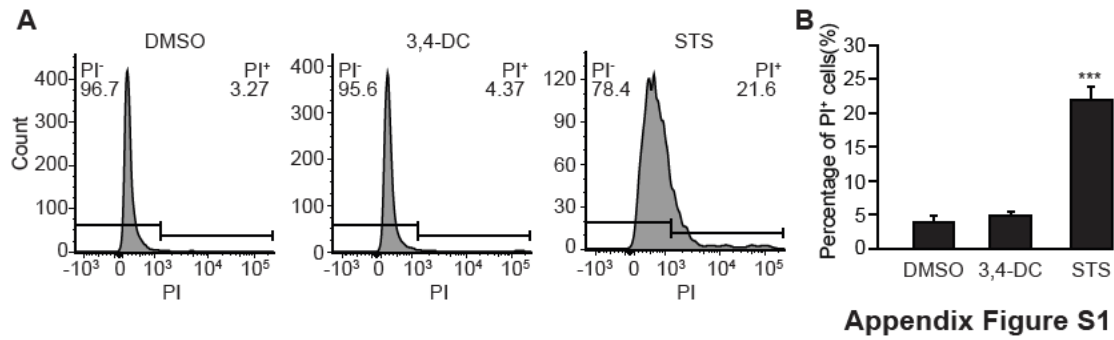 A
DMSO
PI⁻
96.7
PI⁺
3.27
Count
400
300
200
100
0
-10³ 0 10³ 10⁴ 10⁵
PI
3,4-DC
PI⁻
95.6
PI⁺
4.37
400
300
200
100
0
-10³ 0 10³ 10⁴ 10⁵
PI
STS
PI⁻
78.4
PI⁺
21.6
120
90
60
30
0
-10³ 0 10³ 10⁴ 10⁵
PI
B
Percentage of PI⁺ cells(%)
30
25
20
15
10
5
0
***
DMSO 3,4-DC STS
Appendix Figure S1